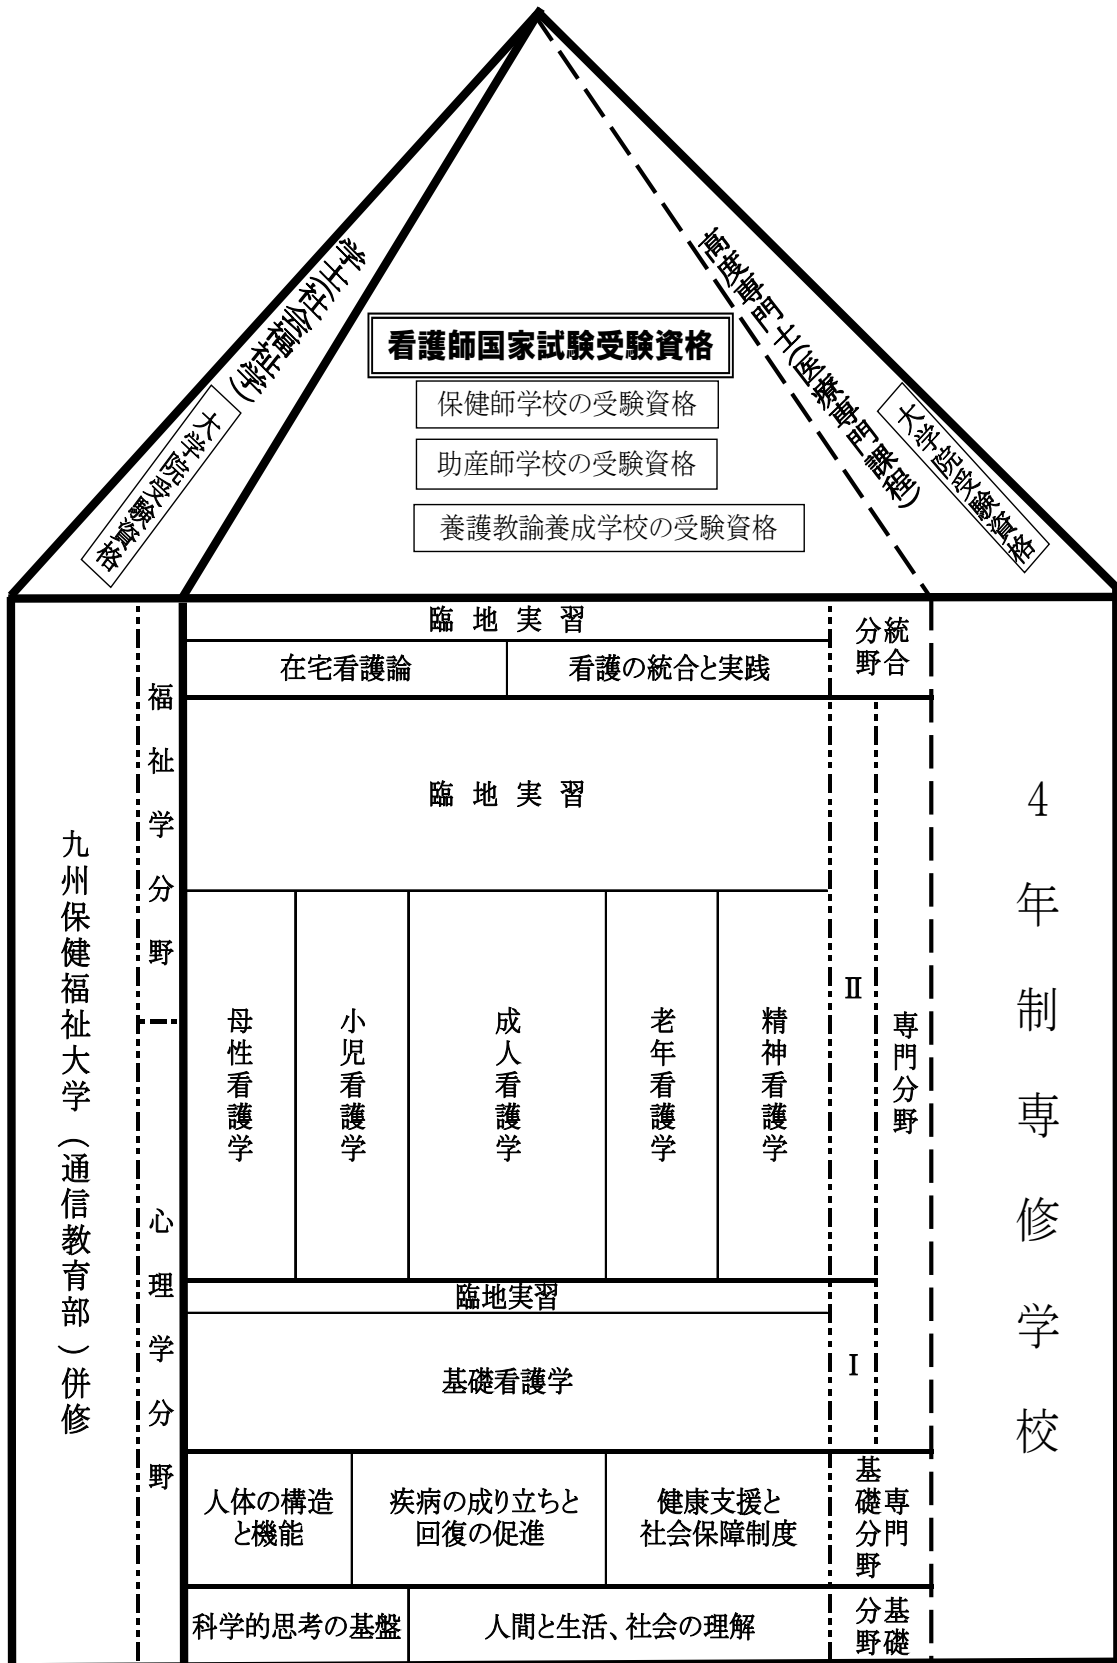 学士(社会福祉学)
大学院受験資格
看護師国家試験受験資格
保健師学校の受験資格
助産師学校の受験資格
養護教諭養成学校の受験資格
高度専門士(医療専門課程)
大学院受験資格
九州保健福祉大学(通信教育部)併修
福祉学分野
心理学分野
臨地実習
在宅看護論
看護の統合と実践
統合
分野
臨地実習
母性看護学
小児看護学
成人看護学
老年看護学
精神看護学
Ⅱ
専門分野
臨地実習
基礎看護学
Ⅰ
人体の構造
と機能
疾病の成り立ちと
回復の促進
健康支援と
社会保障制度
専門
基礎分野
科学的思考の基盤
人間と生活、社会の理解
基礎
分野
4年制専修学校